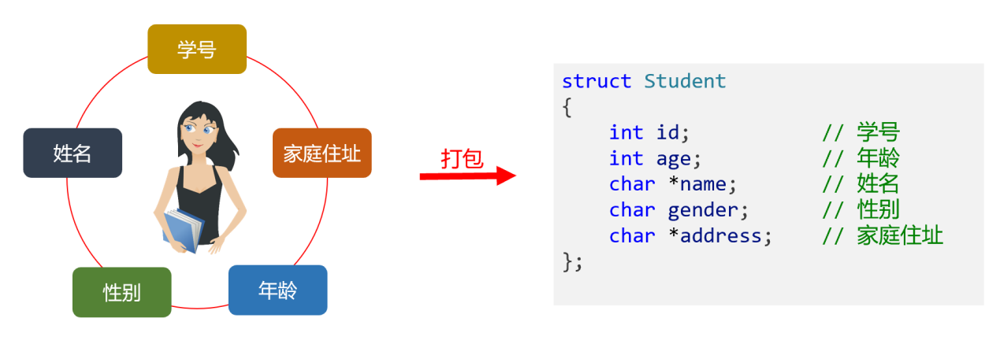 学号
姓名
家庭住址
性别
年龄
打包
struct Student
{
    int id;           // 学号
    int age;          // 年龄
    char *name;       // 姓名
    char gender;      // 性别
    char *address;    // 家庭住址
};